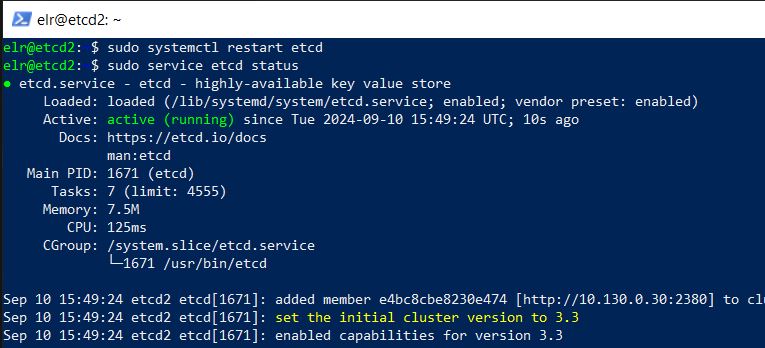 elr@etcd2: ~
elr@etcd2: $ sudo systemctl restart etcd
elr@etcd2: $ sudo service etcd status
● etcd.service - etcd - highly-available key value store
Loaded: loaded (/lib/systemd/system/etcd.service; enabled; vendor preset: enabled)
Active: active (running) since Tue 2024-09-10 15:49:24 UTC; 10s ago
Docs: https://etcd.io/docs
man:etcd
Main PID: 1671 (etcd)
Tasks: 7 (limit: 4555)
Memory: 7.5M
CPU: 125ms
CGroup: /system.slice/etcd.service
└─1671 /usr/bin/etcd
Sep 10 15:49:24 etcd2 etcd[1671]: added member e4bc8cbe8230e474 [http://10.130.0.30:2380] to clu
Sep 10 15:49:24 etcd2 etcd[1671]: set the initial cluster version to 3.3
Sep 10 15:49:24 etcd2 etcd[1671]: enabled capabilities for version 3.3